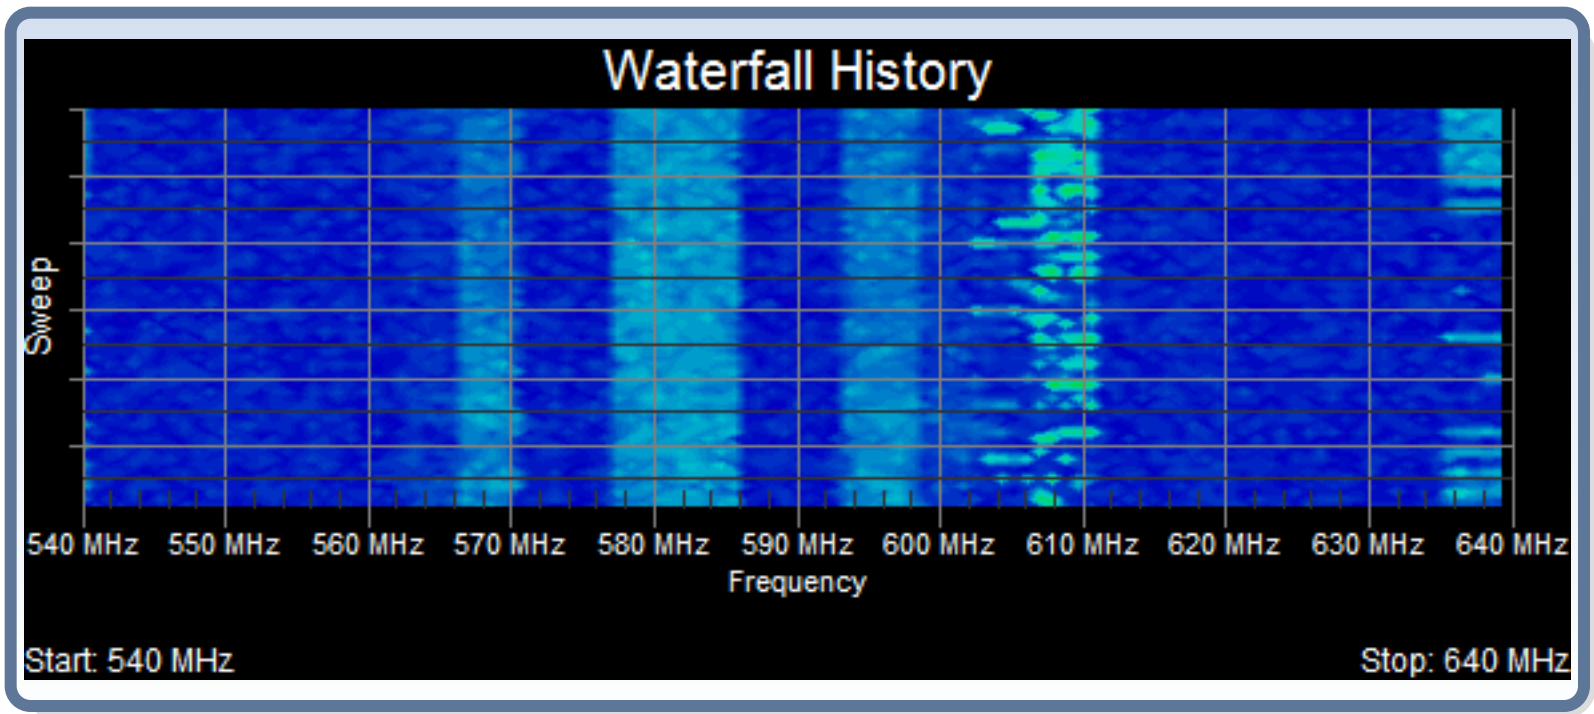 Waterfall History
Sweep
540 MHz 550 MHz 560 MHz 570 MHz 580 MHz 590 MHz 600 MHz 610 MHz 620 MHz 630 MHz 640 MHz
Frequency
Start: 540 MHz Stop: 640 MHz